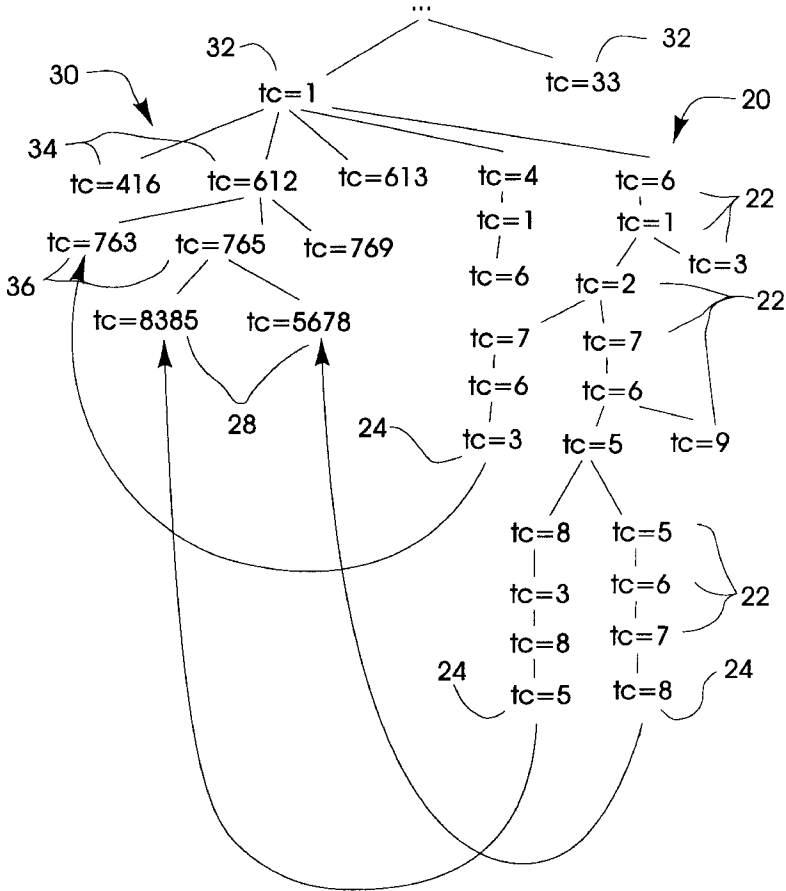 ...
32
32
30
tc=33
tc=1
20
34
tc=416
tc=612
tc=613
tc=4
tc=6
22
tc=1
tc=1
tc=763
tc=765
tc=769
tc=3
36
tc=6
tc=2
22
tc=8385
tc=5678
tc=7
tc=7
tc=6
tc=6
28
24
tc=3
tc=5
tc=9
tc=8
tc=5
tc=3
tc=6
22
tc=8
tc=7
24
tc=5
tc=8
24